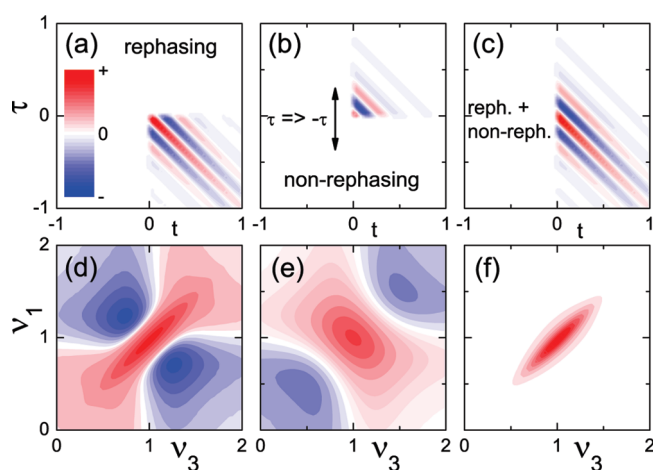 (a) rephasing
+
0
-
(b)
τ => -τ
non-rephasing
(c)
reph. +
non-reph.
τ
1
0
-1
-1 0 t 1
-1 0 t 1
-1 0 t 1
(d)
(e)
(f)
ν1
2
1
0
0 1 ν3 2
0 1 ν3 2
0 1 ν3 2